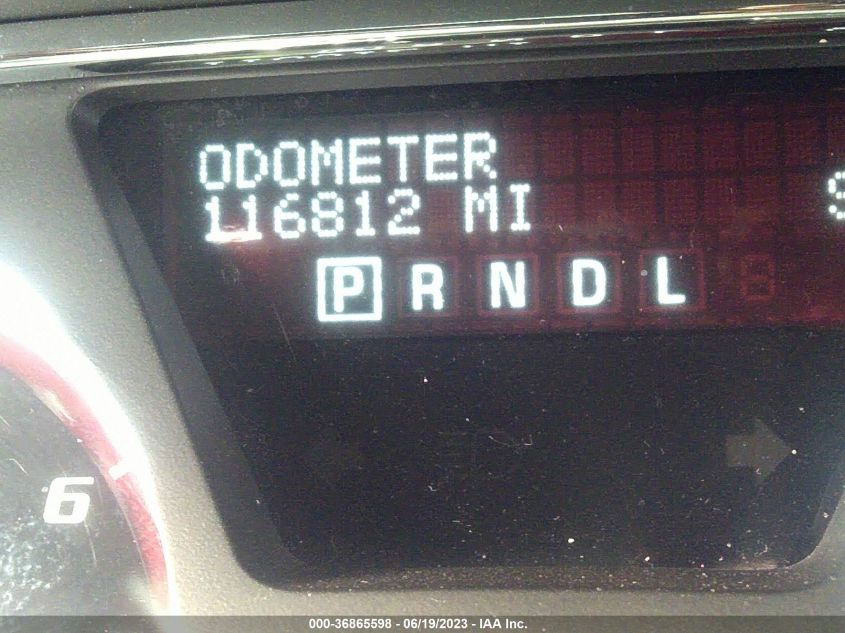 ODOMETER
116812 MI
P R N D L
6
000-36865598 - 06/19/2023 - IAA Inc.